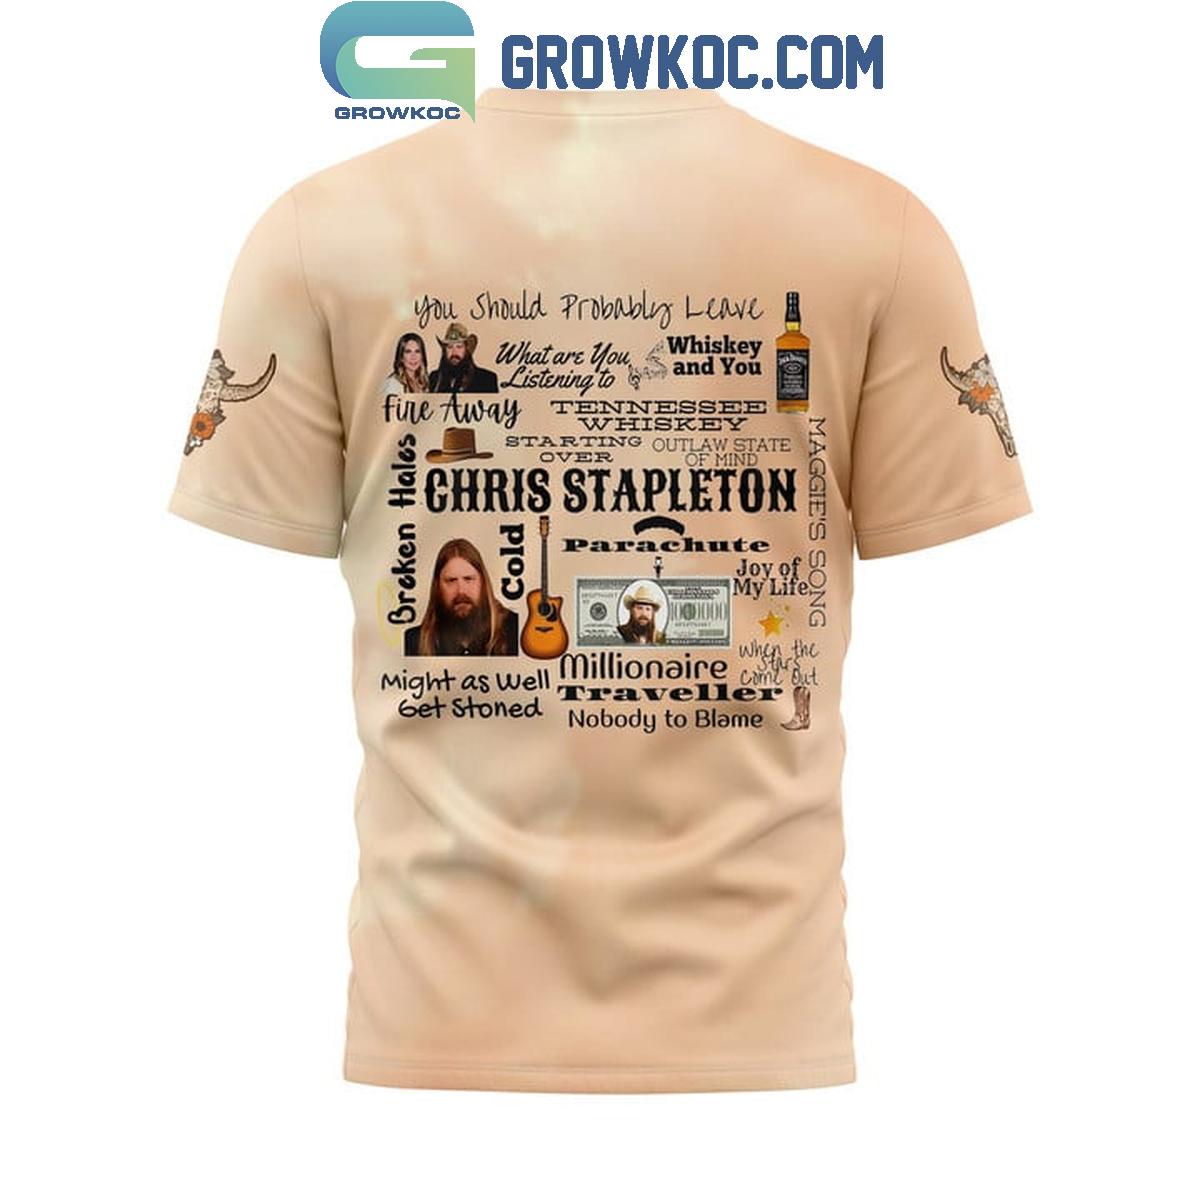 GROWKOC
GROWKOC.COM
You Should Probably Leave
What are You
Listening to
Whiskey
and You
Fire Away
TENNESSEE
WHISKEY
STARTING
OVER
OUTLAW STATE
OF MIND
MAGGIE'S SONG
Broken Halos
CHRIS STAPLETON
Cold
Parachute
Joy of
My Life
When the
Stars
Come Out
Might as Well
Get Stoned
Millionaire
Traveller
Nobody to Blame